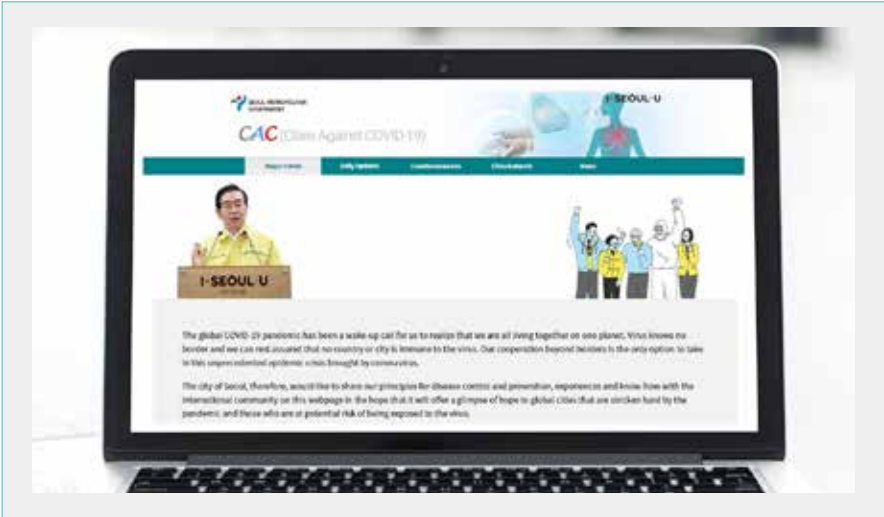 SEOUL METROPOLITAN
GOVERNMENT
I·SEOUL·U
CAC (Cities Against COVID-19)
Daily Updates
Countermeasures
I·SEOUL·U
The global COVID-19 pandemic has been a wake-up call for us to realize that we are all living together on one planet. Virus knows no
border and we can rest assured that no country or city is immune to the virus. Our cooperation beyond borders is the only option to take
in this unprecedented epidemic crisis brought by coronavirus.
The city of Seoul, therefore, would like to share our principles for disease control and prevention, experiences and know-how with the
international community on this webpage in the hope that it will offer a glimpse of hope to global cities that are stricken hard by the
pandemic and those who are at potential risk of being exposed to the virus.